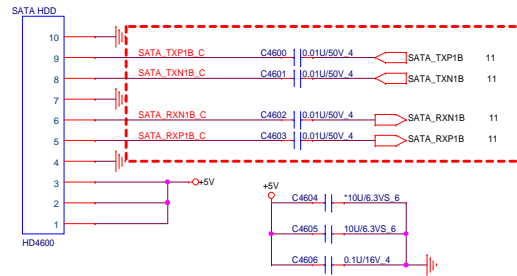 SATA HDD
10
9 SATA_TXP1B_C C4600 0.01U/50V_4 SATA_TXP1B 11
8 SATA_TXN1B_C C4601 0.01U/50V_4 SATA_TXN1B 11
7
6 SATA_RXN1B_C C4602 0.01U/50V_4 SATA_RXN1B 11
5 SATA_RXP1B_C C4603 0.01U/50V_4 SATA_RXP1B 11
4
3 +5V
2
1
HD4600
+5V
C4604 *10U/6.3VS_6
C4605 10U/6.3VS_6
C4606 0.1U/16V_4